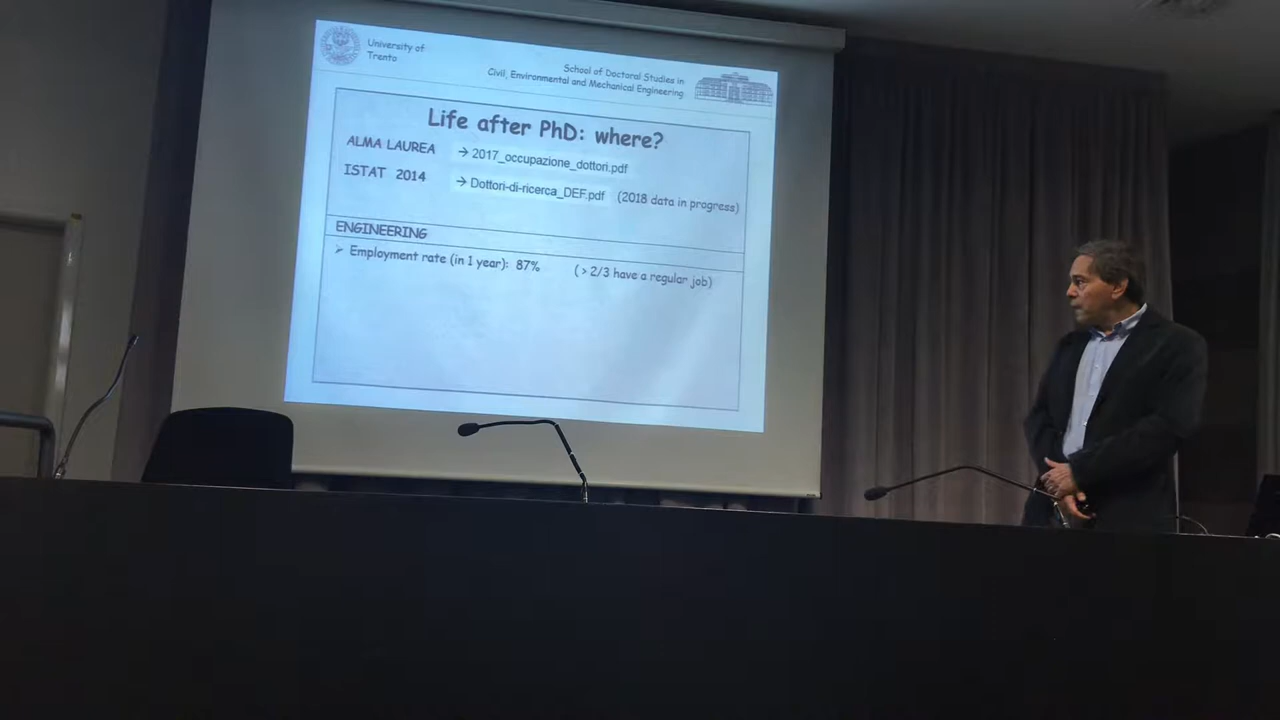 University of
Trento
School of Doctoral Studies in
Civil, Environmental and Mechanical Engineering
Life after PhD: where?
ALMA LAUREA → 2017_occupazione_dottori.pdf
ISTAT 2014 → Dottori-di-ricerca_DEF.pdf (2018 data in progress)
ENGINEERING
➤ Employment rate (in 1 year): 87% ( > 2/3 have a regular job)